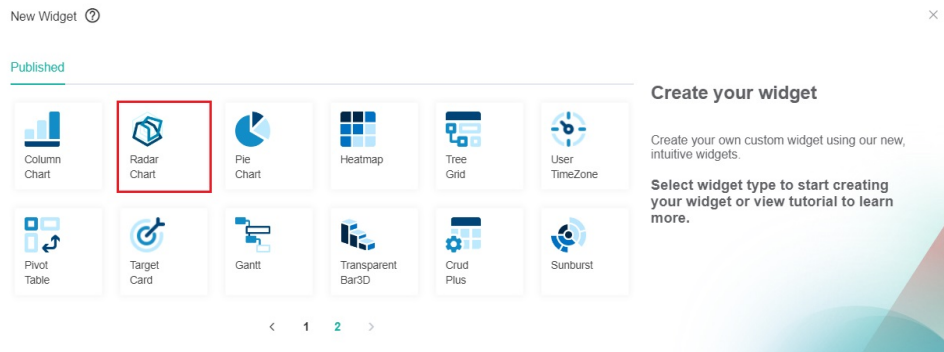 New Widget ?
Published
Create your widget
Column
Chart
Radar
Chart
Pie
Chart
Heatmap
Tree
Grid
User
TimeZone
Create your own custom widget using our new,
intuitive widgets.
Select widget type to start creating
your widget or view tutorial to learn
more.
Pivot
Table
Target
Card
Gantt
Transparent
Bar3D
Crud
Plus
Sunburst
< 1 2 >